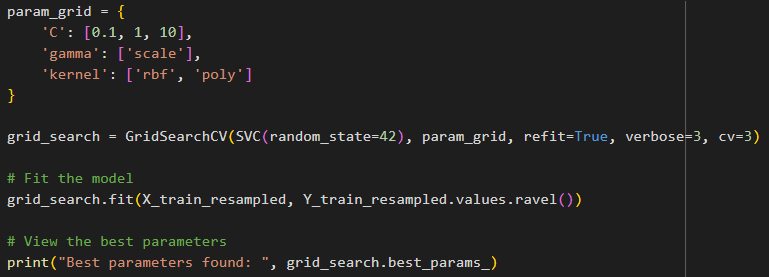 param_grid = {
    'C': [0.1, 1, 10],
    'gamma': ['scale'],
    'kernel': ['rbf', 'poly']
}
grid_search = GridSearchCV(SVC(random_state=42), param_grid, refit=True, verbose=3, cv=3)
# Fit the model
grid_search.fit(X_train_resampled, Y_train_resampled.values.ravel())
# View the best parameters
print("Best parameters found: ", grid_search.best_params_)